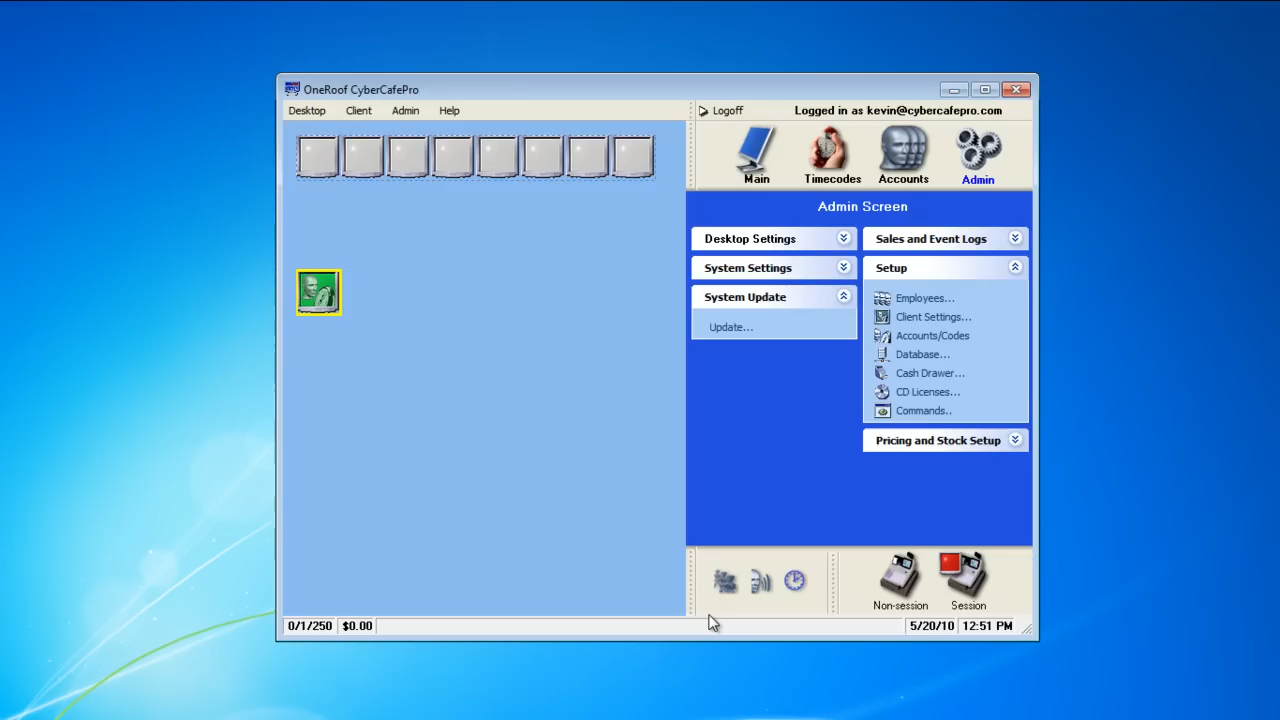 OneRoof CyberCafePro
Desktop Client Admin Help
Logoff Logged in as kevin@cybercafepro.com
Main Timecodes Accounts Admin
Admin Screen
Desktop Settings
System Settings
System Update
Update...
Sales and Event Logs
Setup
Employees...
Client Settings...
Accounts/Codes
Database...
Cash Drawer...
CD Licenses...
Commands..
Pricing and Stock Setup
Non-session Session
0/1/250 $0.00 5/20/10 12:51 PM